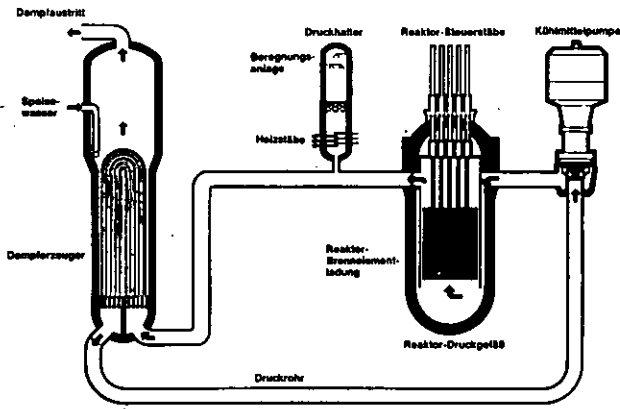 Dampfaustritt
Druckhalter
Reaktor-Steuerstäbe
Kühlmittelpumpe
Beregnungs-
anlage
Speise-
wasser
Heizstäbe
Dampferzeuger
Reaktor-
Brennelement-
ladung
Reaktor-Druckgefäß
Druckrohr